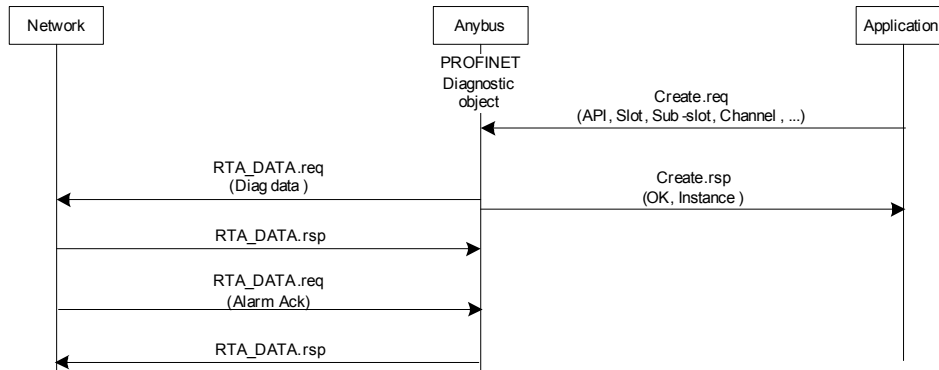 Network
Anybus
Application
PROFINET
Diagnostic
object
Create.req
(API, Slot, Sub-slot, Channel, ...)
RTA_DATA.req
(Diag data )
Create.rsp
(OK, Instance )
RTA_DATA.rsp
RTA_DATA.req
(Alarm Ack)
RTA_DATA.rsp